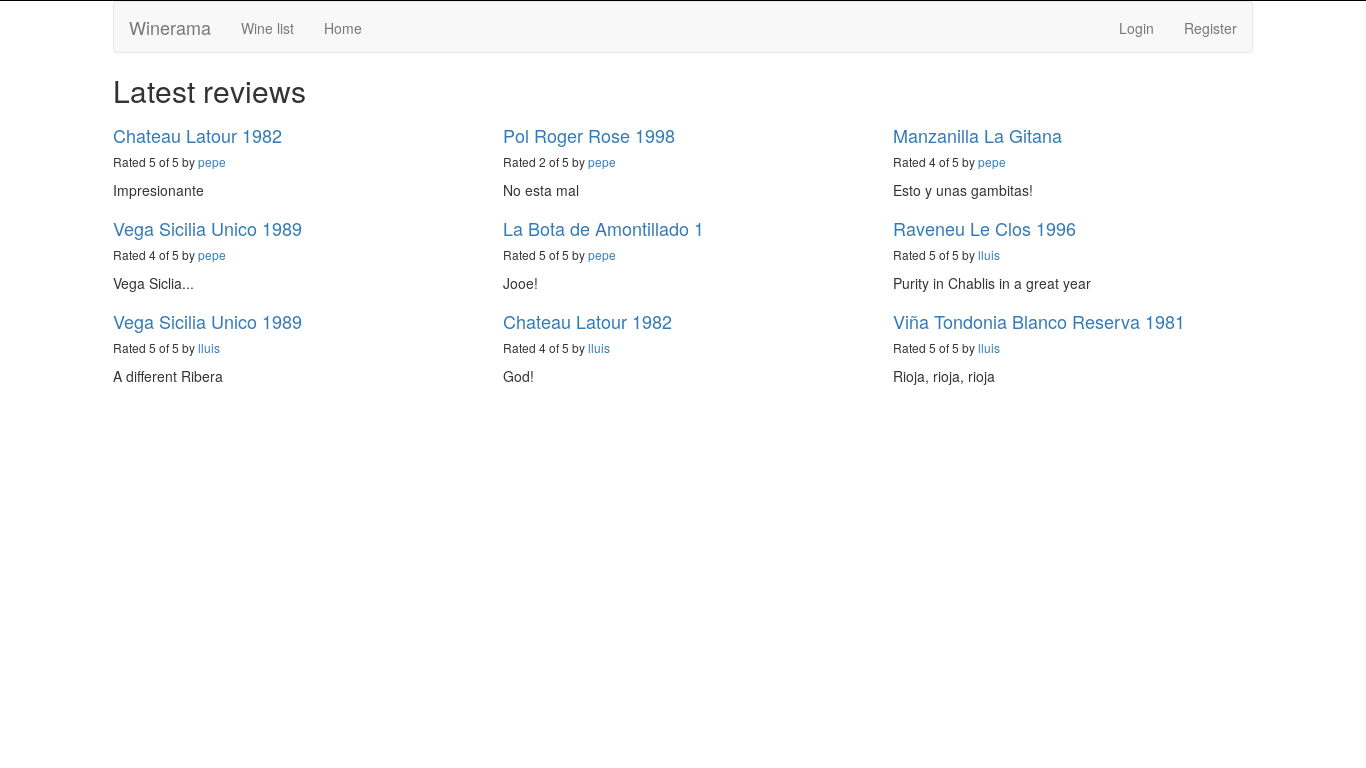 Winerama Wine list Home Login Register
Latest reviews
Chateau Latour 1982
Rated 5 of 5 by pepe
Impresionante
Pol Roger Rose 1998
Rated 2 of 5 by pepe
No esta mal
Manzanilla La Gitana
Rated 4 of 5 by pepe
Esto y unas gambitas!
Vega Sicilia Unico 1989
Rated 4 of 5 by pepe
Vega Siclia...
La Bota de Amontillado 1
Rated 5 of 5 by pepe
Jooe!
Raveneu Le Clos 1996
Rated 5 of 5 by lluis
Purity in Chablis in a great year
Vega Sicilia Unico 1989
Rated 5 of 5 by lluis
A different Ribera
Chateau Latour 1982
Rated 4 of 5 by lluis
God!
Viña Tondonia Blanco Reserva 1981
Rated 5 of 5 by lluis
Rioja, rioja, rioja